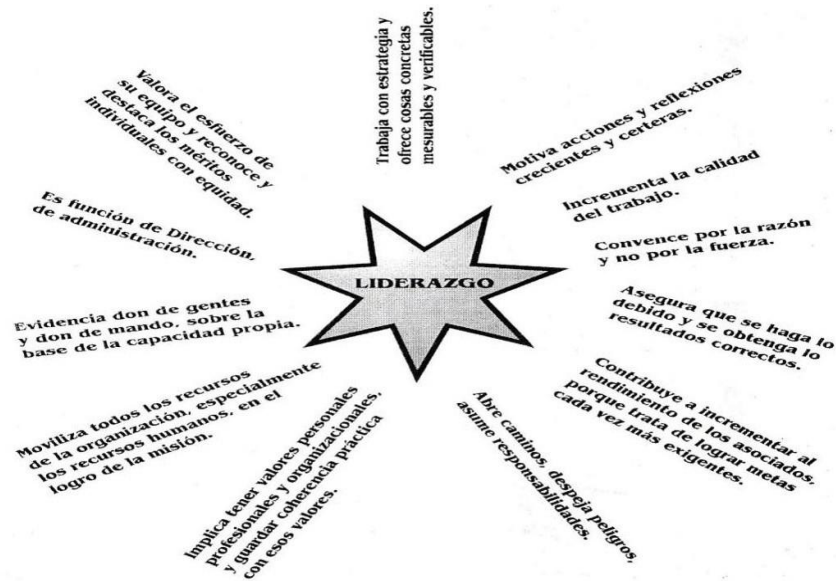 Trabaja con estrategia y
ofrece cosas concretas
mesurables y verificables.
Motiva acciones y reflexiones
crecientes y certeras.
Incrementa la calidad
del trabajo.
Convence por la razón
y no por la fuerza.
Asegura que se haga lo
debido y se obtenga lo
resultados correctos.
Contribuye a incrementar al
rendimiento de los asociados,
porque trata de lograr metas
cada vez más exigentes.
Abre caminos, despeja peligros,
asume responsabilidades.
Implica tener valores personales
profesionales y organizacionales,
y guardar coherencia práctica
con esos valores.
Moviliza todos los recursos
de la organización, especialmente
los recursos humanos, en el
logro de la misión.
Evidencia don de gentes
y don de mando, sobre la
base de la capacidad propia.
Es función de Dirección,
de administración.
Valora el esfuerzo de
su equipo y reconoce y
destaca los méritos
individuales con equidad.
LIDERAZGO